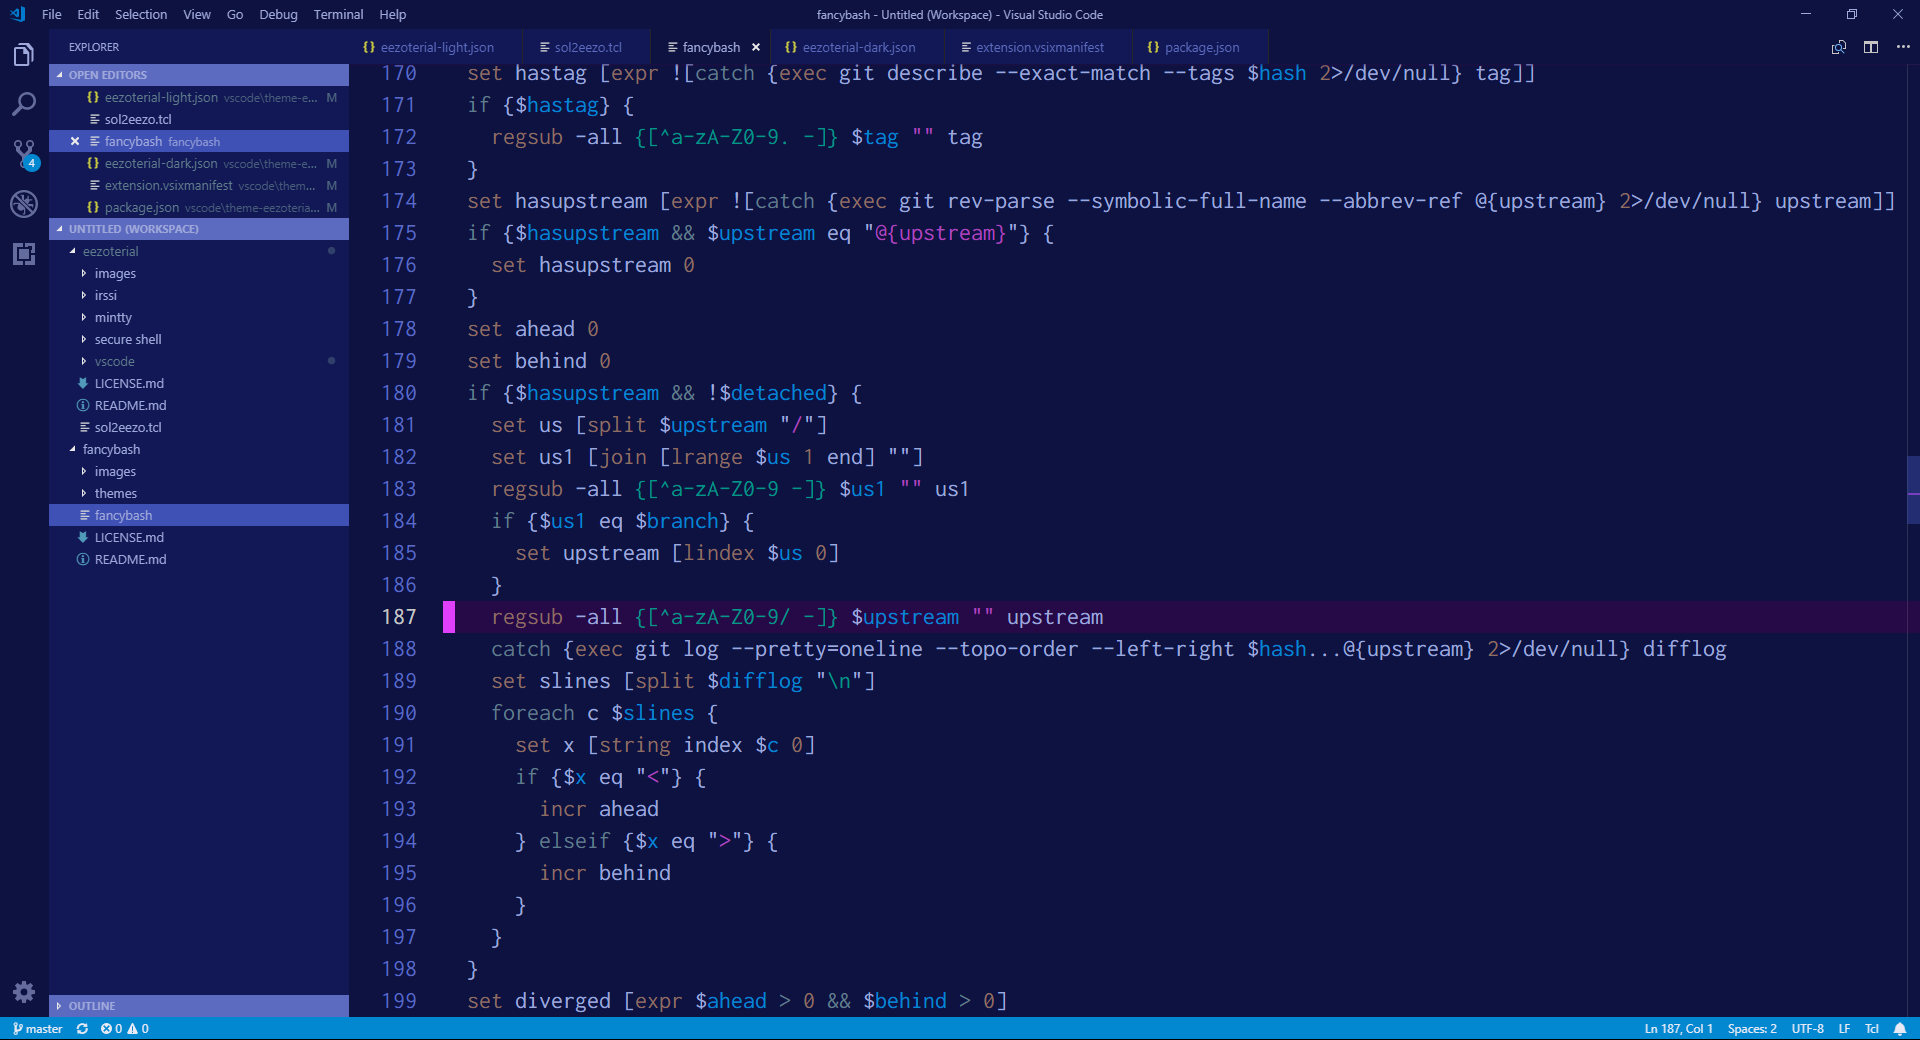 File Edit Selection View Go Debug Terminal Help
fancybash - Untitled (Workspace) - Visual Studio Code
EXPLORER
{} eezoterial-light.json
sol2eezo.tcl
fancybash ×
{} eezoterial-dark.json
extension.vsixmanifest
{} package.json
OPEN EDITORS
{} eezoterial-light.json vscode\theme-e... M
sol2eezo.tcl
× fancybash fancybash
{} eezoterial-dark.json vscode\theme-e... M
extension.vsixmanifest vscode\them... M
{} package.json vscode\theme-eezoteria... M
4
UNTITLED (WORKSPACE)
eezoterial
images
irssi
mintty
secure shell
vscode
LICENSE.md
README.md
sol2eezo.tcl
fancybash
images
themes
fancybash
LICENSE.md
README.md
OUTLINE
170 set hastag [expr ![catch {exec git describe --exact-match --tags $hash 2>/dev/null} tag]]
171 if {$hastag} {
172 regsub -all {[^a-zA-Z0-9. -]} $tag "" tag
173 }
174 set hasupstream [expr ![catch {exec git rev-parse --symbolic-full-name --abbrev-ref @{upstream} 2>/dev/null} upstream]]
175 if {$hasupstream && $upstream eq "@{upstream}"} {
176 set hasupstream 0
177 }
178 set ahead 0
179 set behind 0
180 if {$hasupstream && !$detached} {
181 set us [split $upstream "/"]
182 set us1 [join [lrange $us 1 end] ""]
183 regsub -all {[^a-zA-Z0-9 -]} $us1 "" us1
184 if {$us1 eq $branch} {
185 set upstream [lindex $us 0]
186 }
187 regsub -all {[^a-zA-Z0-9/ -]} $upstream "" upstream
188 catch {exec git log --pretty=oneline --topo-order --left-right $hash...@{upstream} 2>/dev/null} difflog
189 set slines [split $difflog "\n"]
190 foreach c $slines {
191 set x [string index $c 0]
192 if {$x eq "<"} {
193 incr ahead
194 } elseif {$x eq ">"} {
195 incr behind
196 }
197 }
198 }
199 set diverged [expr $ahead > 0 && $behind > 0]
master 0 0
Ln 187, Col 1 Spaces: 2 UTF-8 LF Tcl